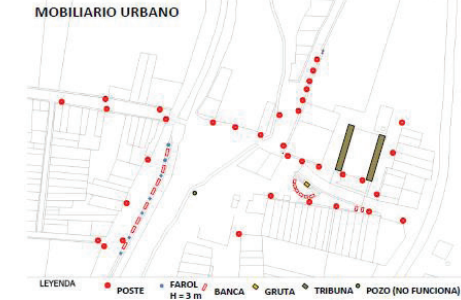 MOBILIARIO URBANO
LEYENDA POSTE FAROL H = 3 m BANCA GRUTA TRIBUNA POZO (NO FUNCIONA)